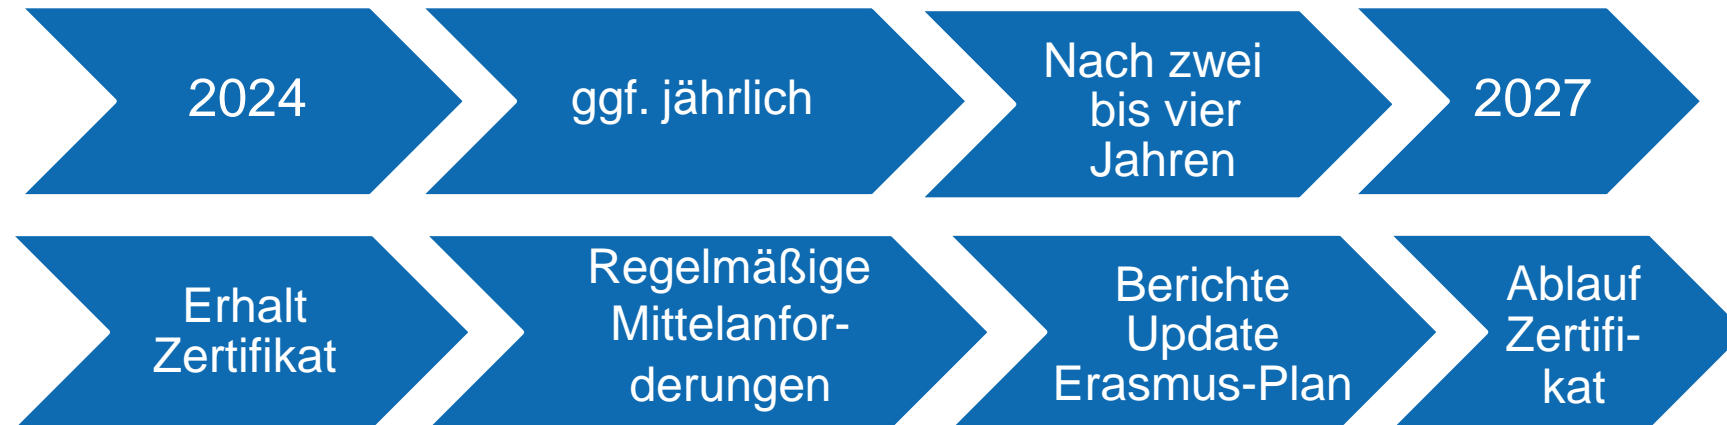 2024
ggf. jährlich
Nach zwei
bis vier
Jahren
2027
Erhalt
Zertifikat
Regelmäßige
Mittelanfor-
derungen
Berichte
Update
Erasmus-Plan
Ablauf
Zertifi-
kat